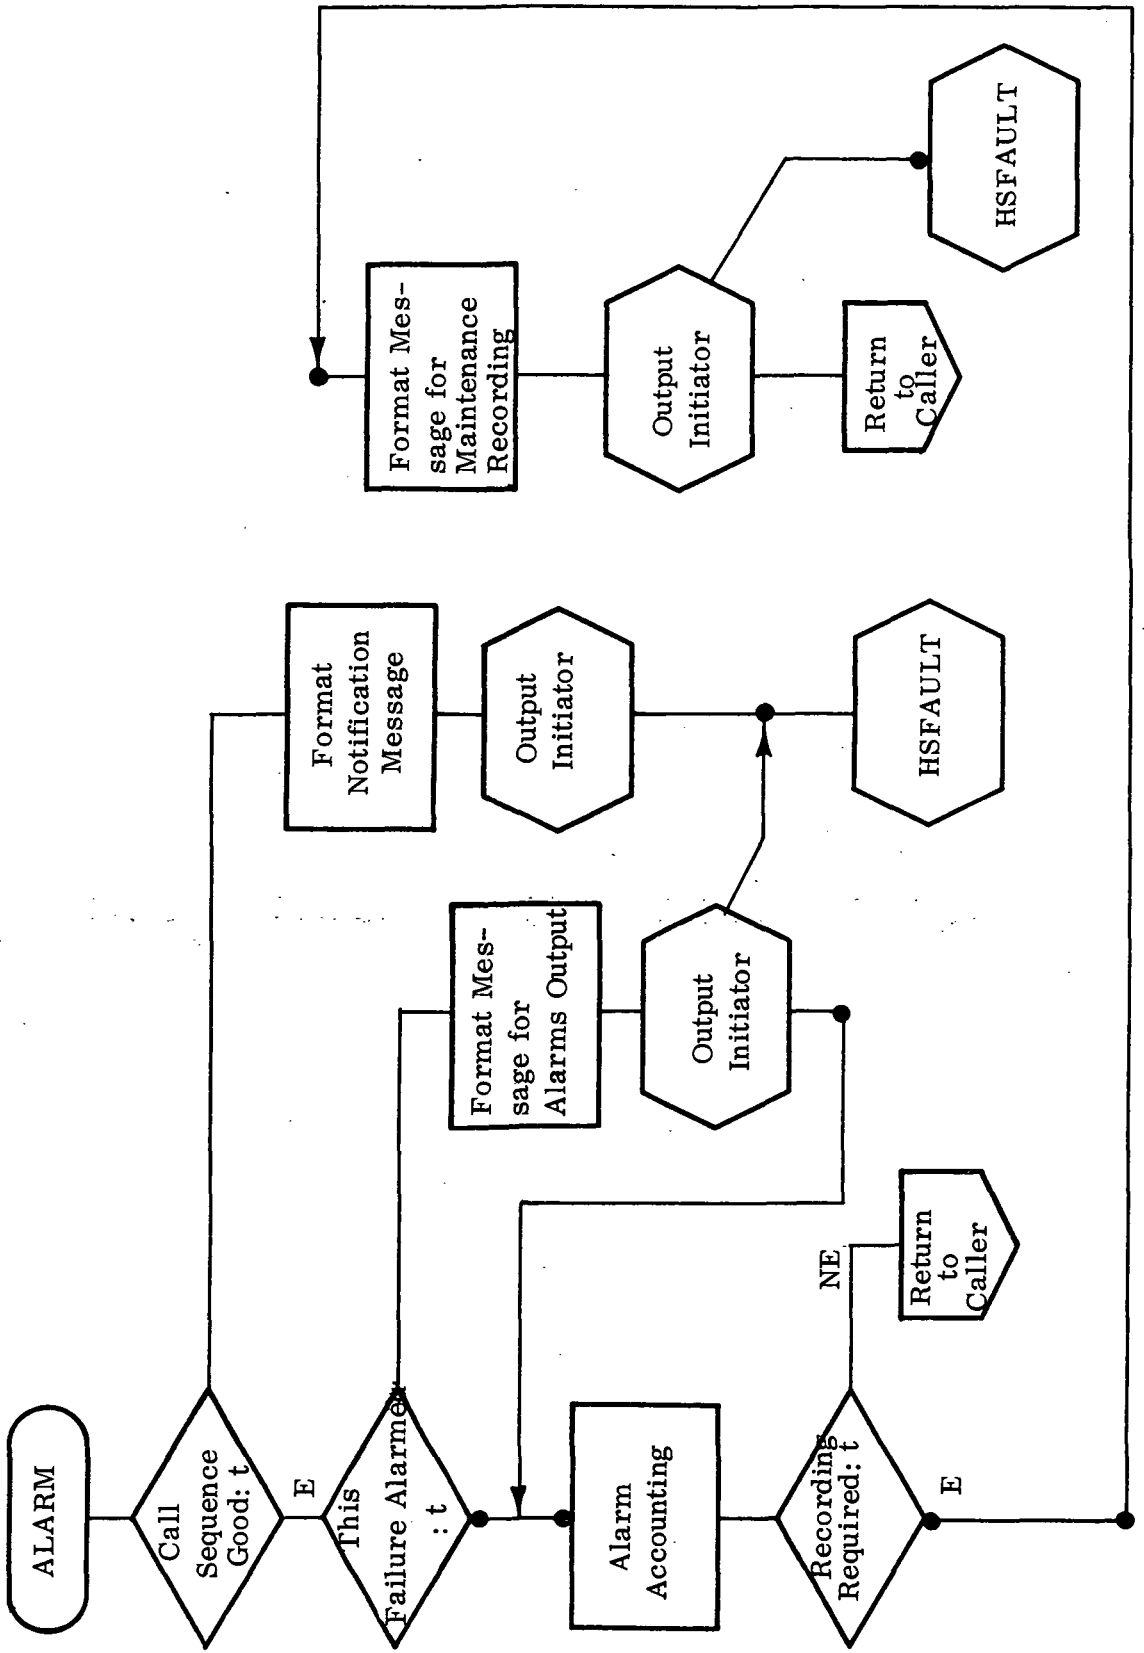 ALARM
Call
Sequence
Good: t
E
This
Failure Alarmed
: t
Alarm
Accounting
Recording
Required: t
NE
E
Return
to
Caller
Format Mes-
sage for
Alarms Output
Output
Initiator
Format
Notification
Message
Output
Initiator
HSFAULT
Format Mes-
sage for
Maintenance
Recording
Output
Initiator
Return
to
Caller
HSFAULT